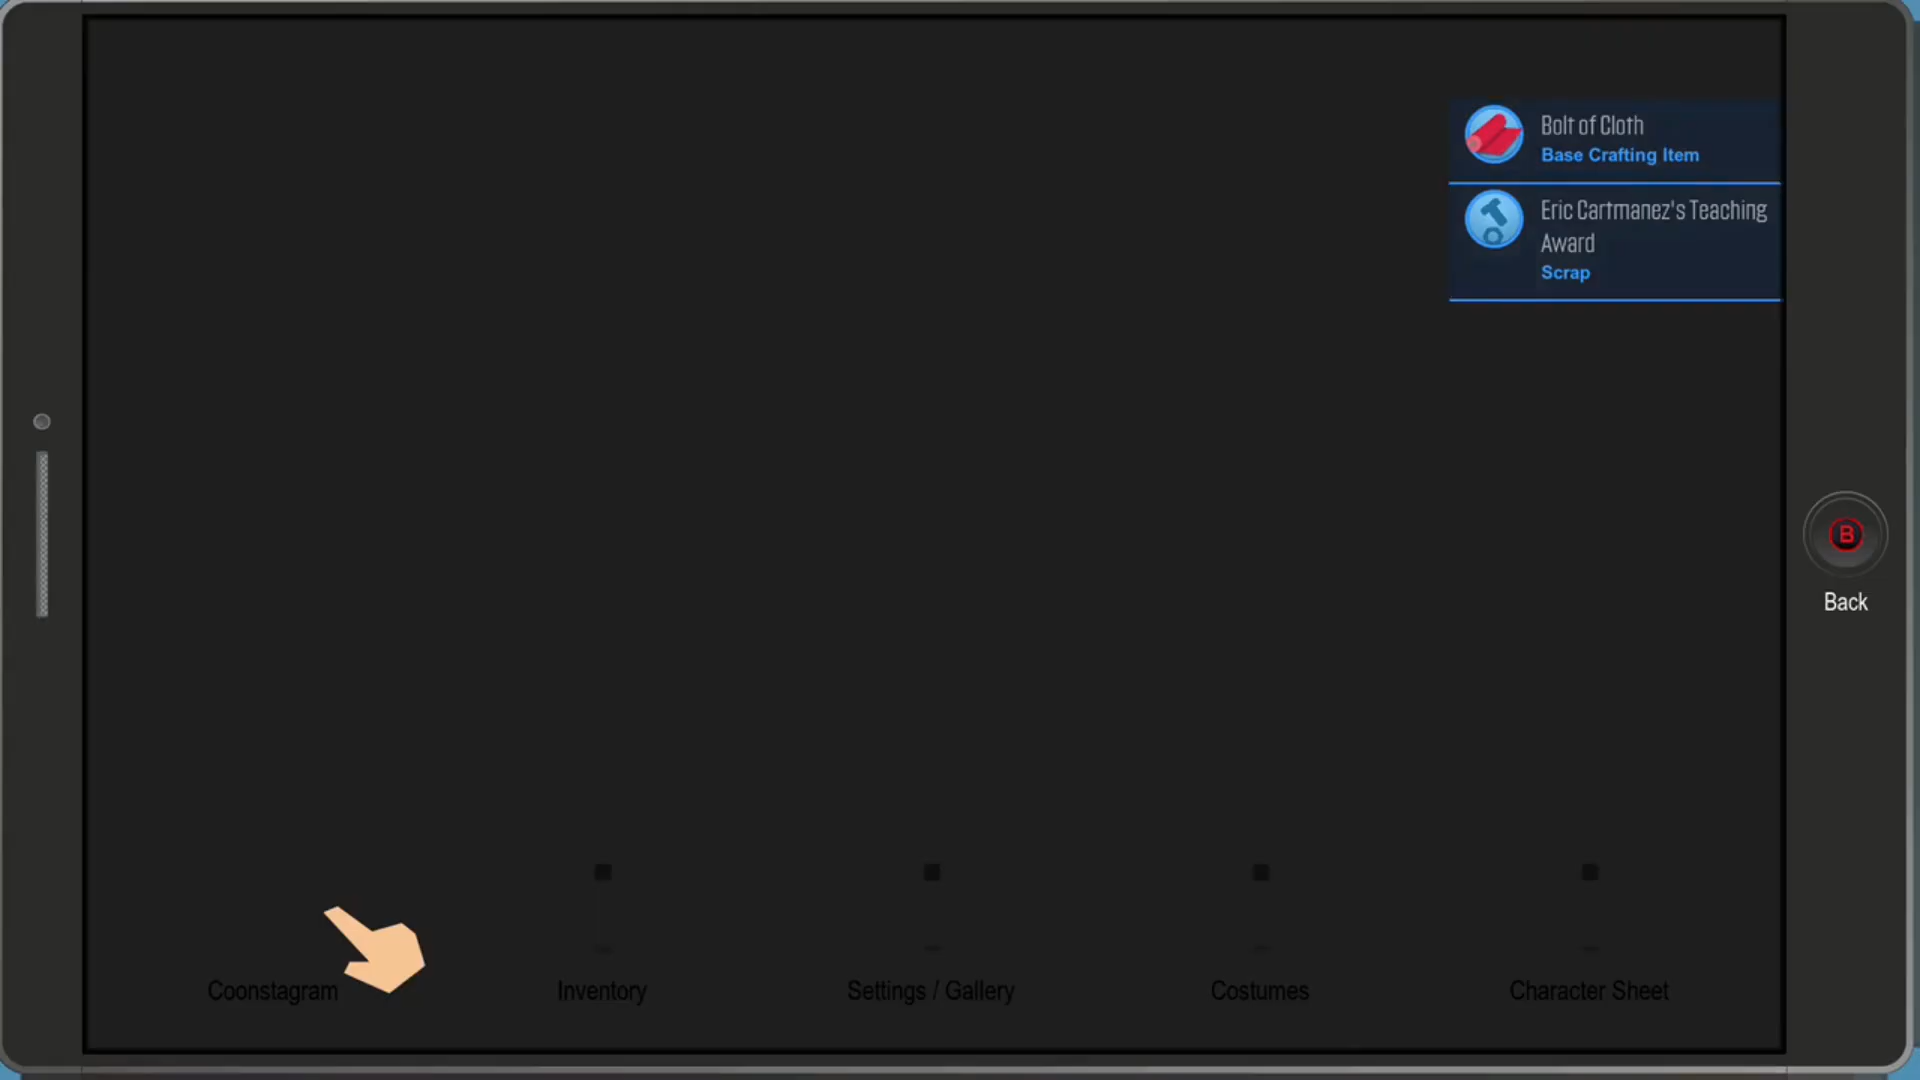 Bolt of Cloth
Base Crafting Item
Eric Cartmanez's Teaching
Award
Scrap
B
Back
Coonstagram
Inventory
Settings / Gallery
Costumes
Character Sheet